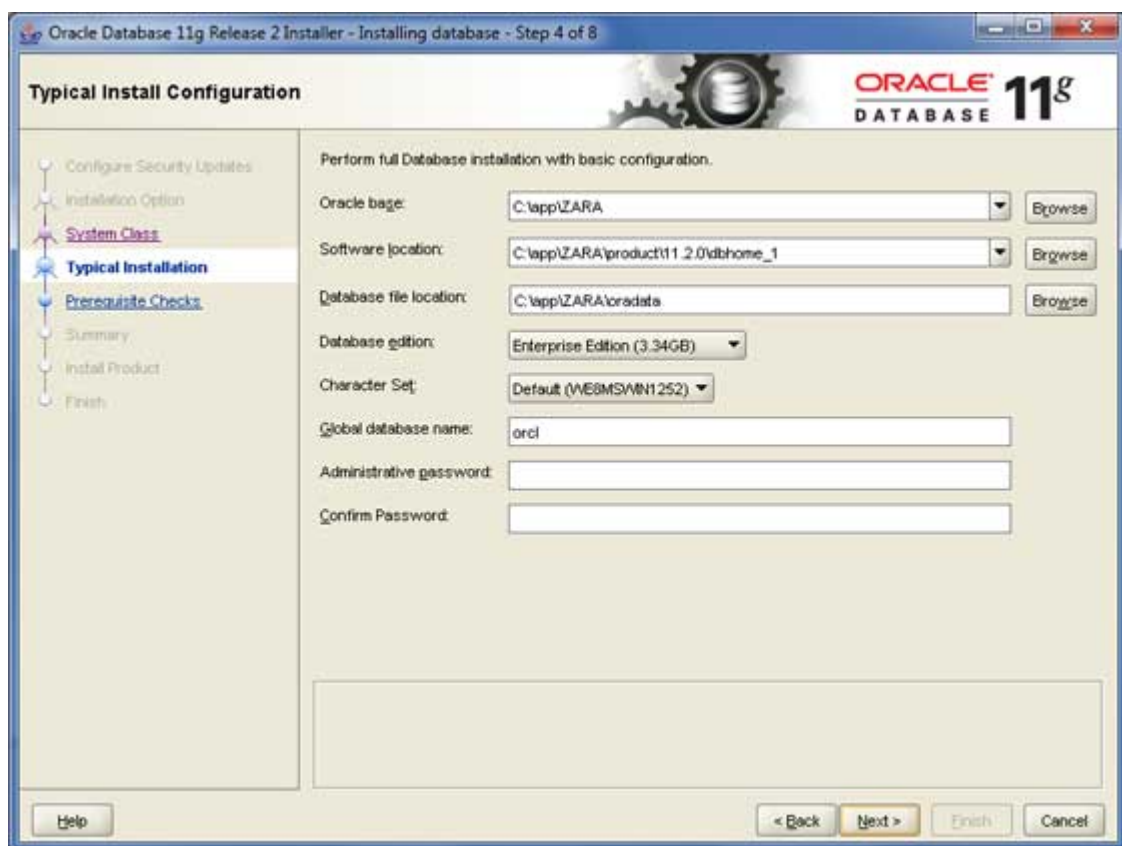 Oracle Database 11g Release 2 Installer - Installing database - Step 4 of 8
Typical Install Configuration
ORACLE 11g
DATABASE
Configure Security Updates
Installation Option
System Class
Typical Installation
Prerequisite Checks
Summary
Install Product
Finish
Perform full Database installation with basic configuration.
Oracle base: C:\app\ZARA Browse
Software location: C:\app\ZARA\product\11.2.0\dbhome_1 Browse
Database file location: C:\app\ZARA\oradata Browse
Database edition: Enterprise Edition (3.34GB)
Character Set: Default (WE8MSWIN1252)
Global database name: orcl
Administrative password:
Confirm Password:
Help < Back Next > Finish Cancel